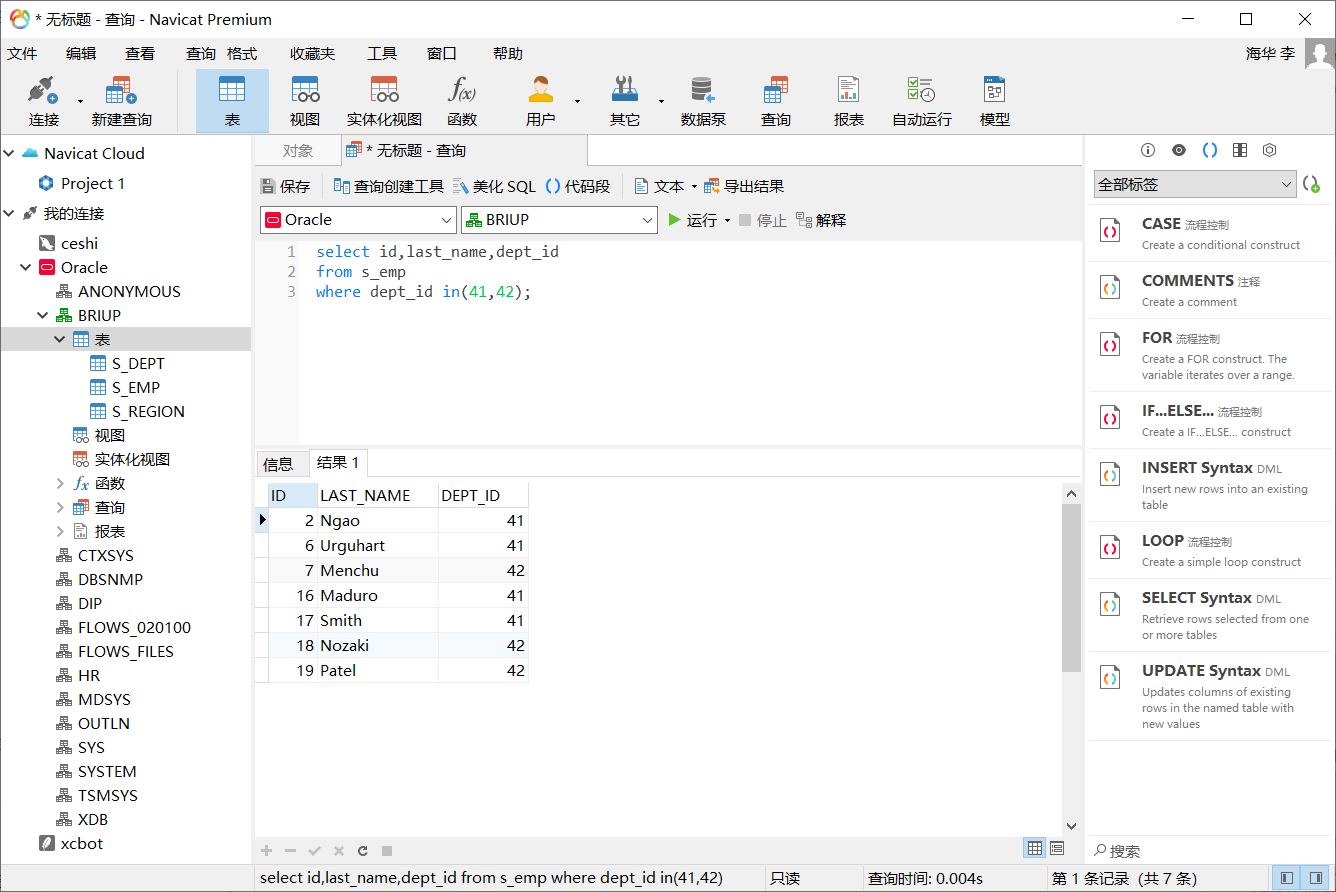 * 无标题 - 查询 - Navicat Premium
文件 编辑 查看 查询 格式 收藏夹 工具 窗口 帮助 海华 李
连接 新建查询 表 视图 实体化视图 函数 用户 其它 数据泵 查询 报表 自动运行 模型
Navicat Cloud
Project 1
我的连接
ceshi
Oracle
ANONYMOUS
BRIUP
表
S_DEPT
S_EMP
S_REGION
视图
实体化视图
函数
查询
报表
CTXSYS
DBSNMP
DIP
FLOWS_020100
FLOWS_FILES
HR
MDSYS
OUTLN
SYS
SYSTEM
TSMSYS
XDB
xcbot
对象 * 无标题 - 查询
保存 查询创建工具 美化 SQL () 代码段 文本 导出结果
Oracle BRIUP 运行 停止 解释
1 select id,last_name,dept_id
2 from s_emp
3 where dept_id in(41,42);
信息 结果 1
ID LAST_NAME DEPT_ID
2 Ngao 41
6 Urguhart 41
7 Menchu 42
16 Maduro 41
17 Smith 41
18 Nozaki 42
19 Patel 42
全部标签
CASE 流程控制
Create a conditional construct
COMMENTS 注释
Create a comment
FOR 流程控制
Create a FOR construct. The
variable iterates over a range.
IF...ELSE... 流程控制
Create a IF...ELSE... construct
INSERT Syntax DML
Insert new rows into an existing
table
LOOP 流程控制
Create a simple loop construct
SELECT Syntax DML
Retrieve rows selected from one
or more tables
UPDATE Syntax DML
Updates columns of existing
rows in the named table with
new values
搜索
select id,last_name,dept_id from s_emp where dept_id in(41,42) 只读 查询时间: 0.004s 第 1 条记录 (共 7 条)